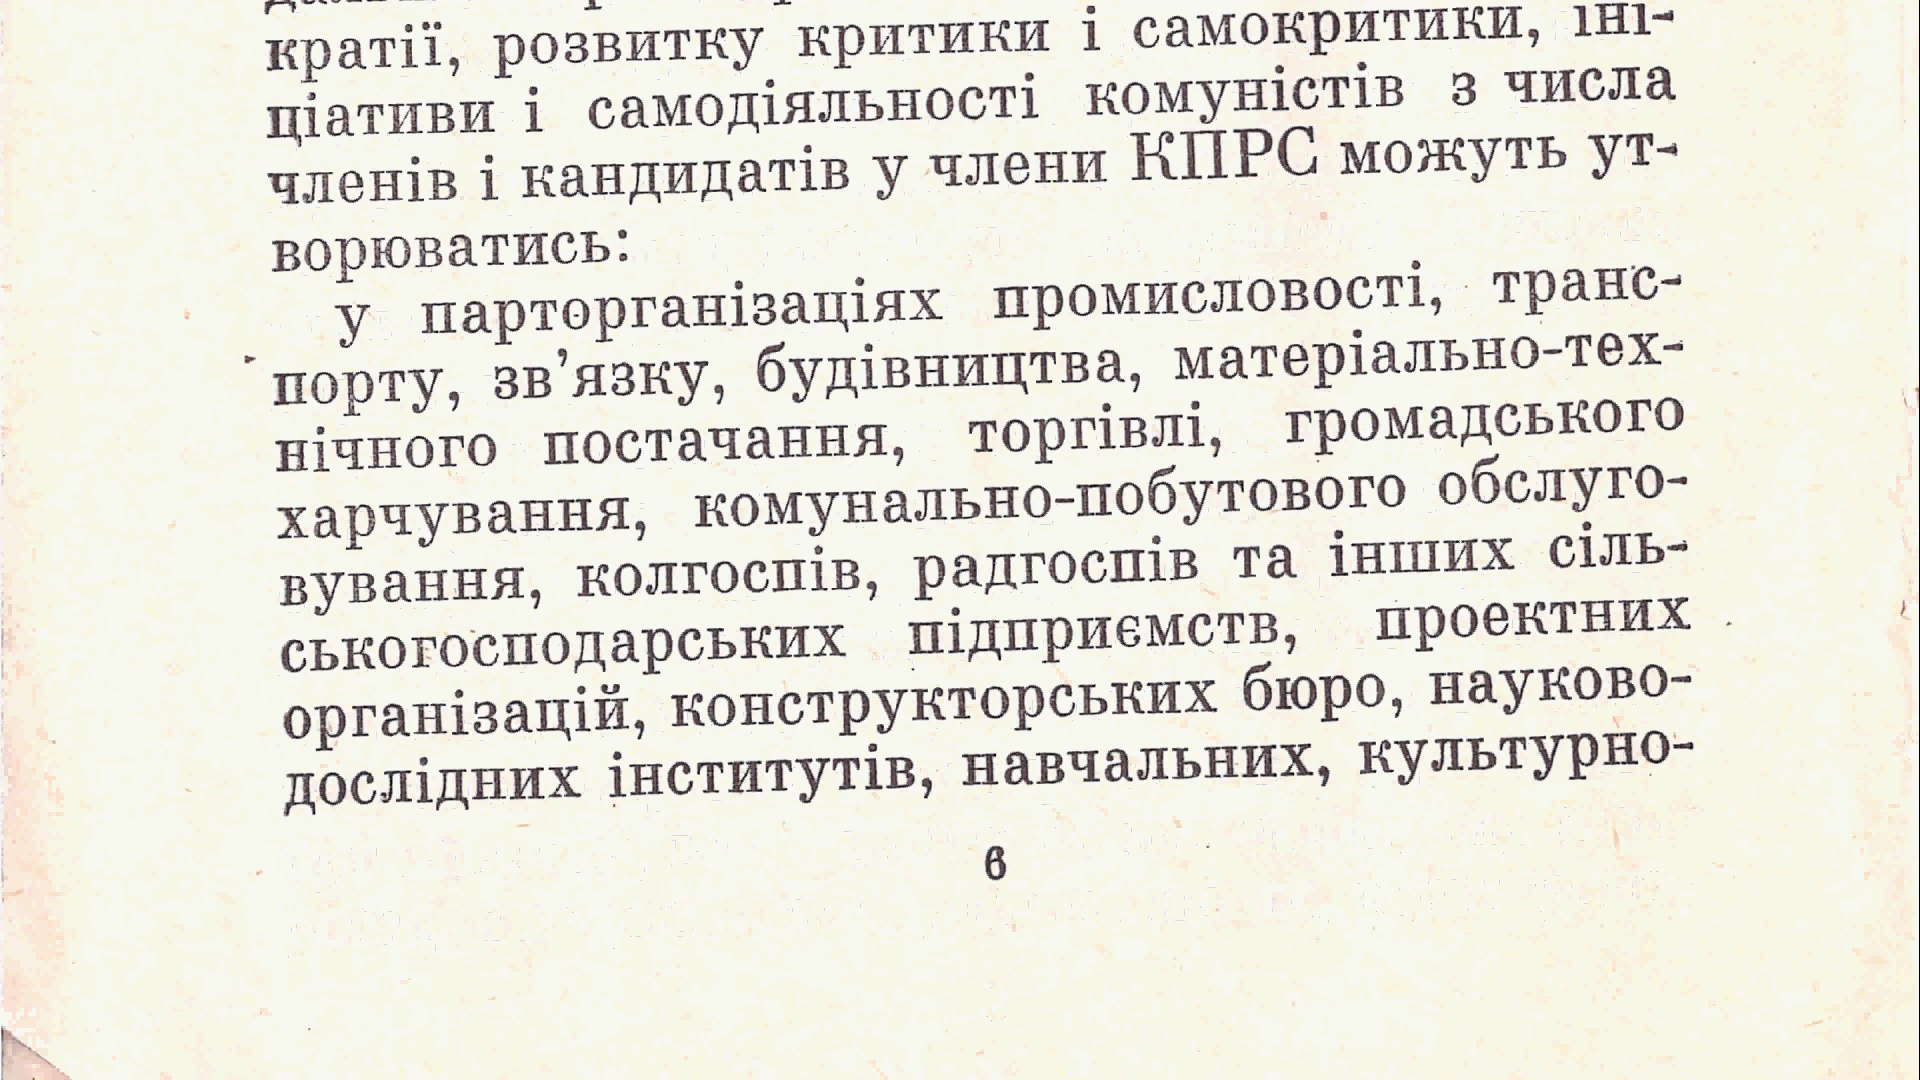 кратії, розвитку критики і самокритики, іні-
ціативи і самодіяльності комуністів з числа
членів і кандидатів у члени КПРС можуть ут-
ворюватись:
у парторганізаціях промисловості, транс-
порту, зв’язку, будівництва, матеріально-тех-
нічного постачання, торгівлі, громадського
харчування, комунально-побутового обслуго-
вування, колгоспів, радгоспів та інших сіль-
ськогосподарських підприємств, проектних
організацій, конструкторських бюро, науково-
дослідних інститутів, навчальних, культурно-
6